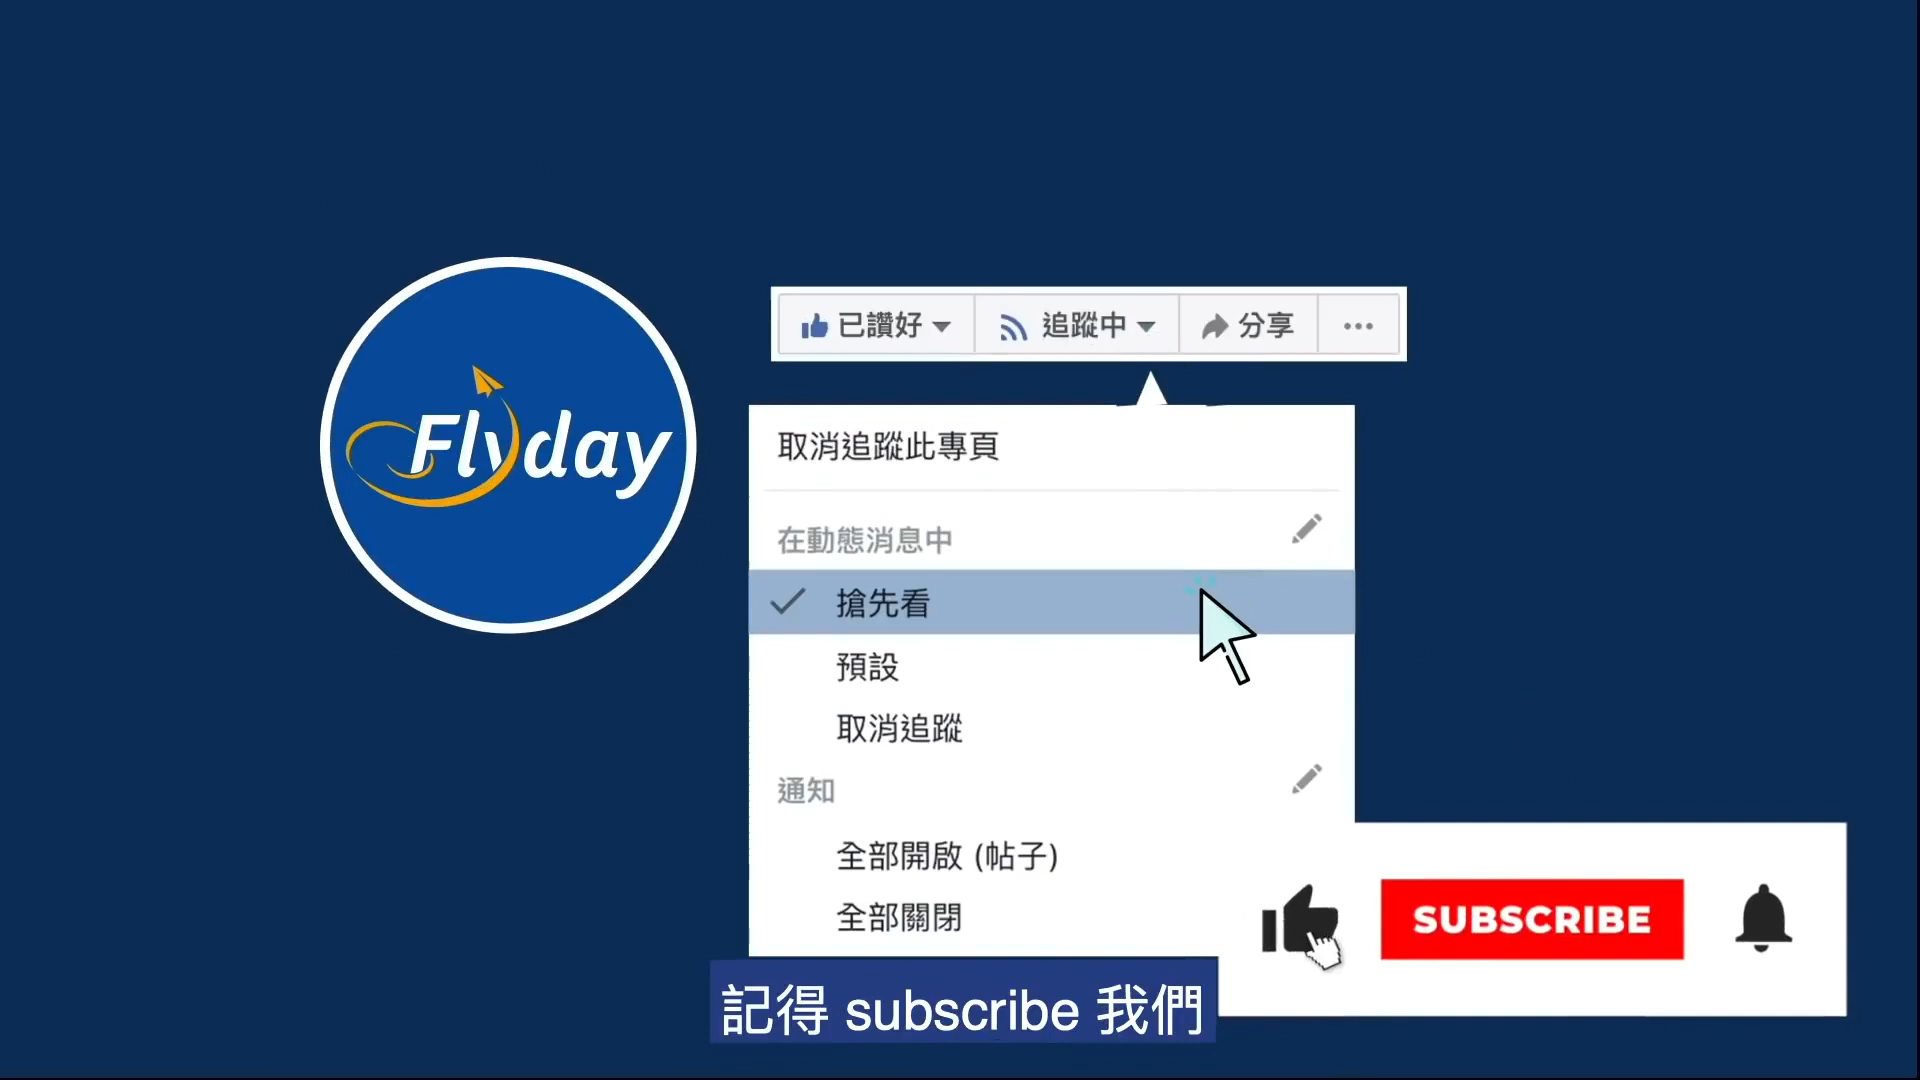 Flyday
已讚好
追蹤中
分享
取消追蹤此專頁
在動態消息中
搶先看
預設
取消追蹤
通知
全部開啟 (帖子)
全部關閉
SUBSCRIBE
記得 subscribe 我們